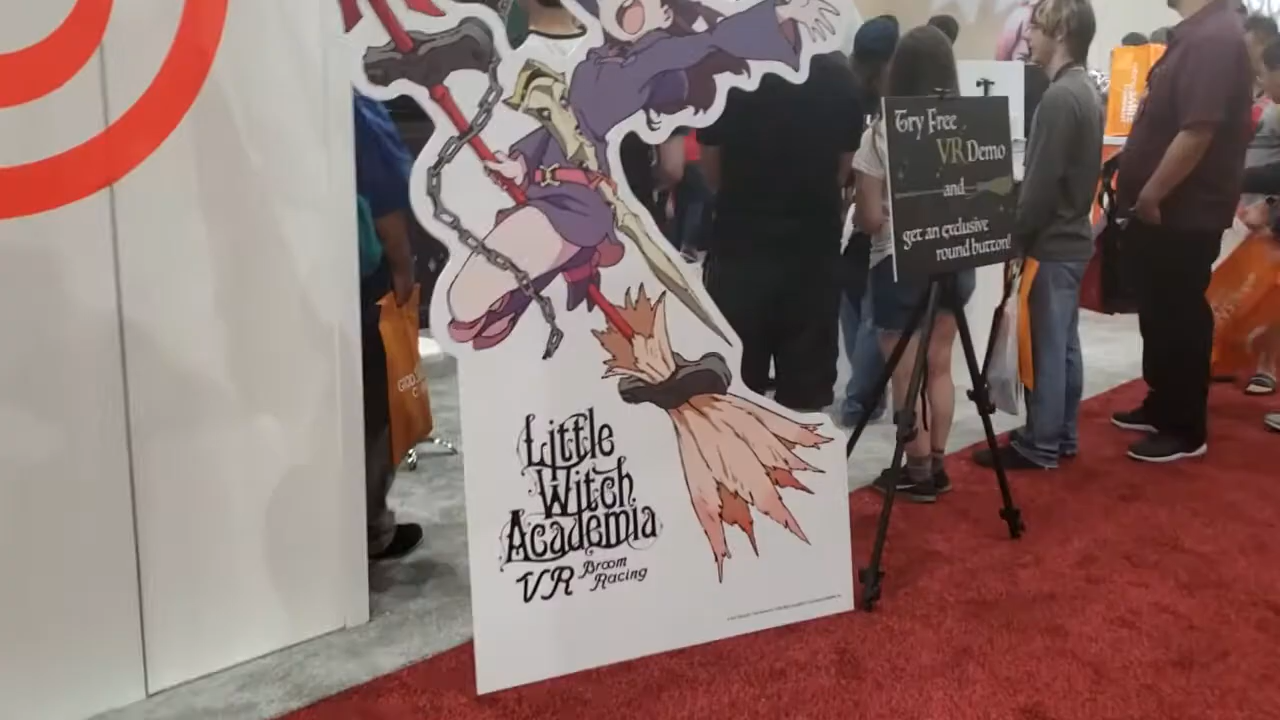 Try Free
VR Demo
and
get an exclusive
round button!
Little
Witch
Academia
VR Broom
Racing